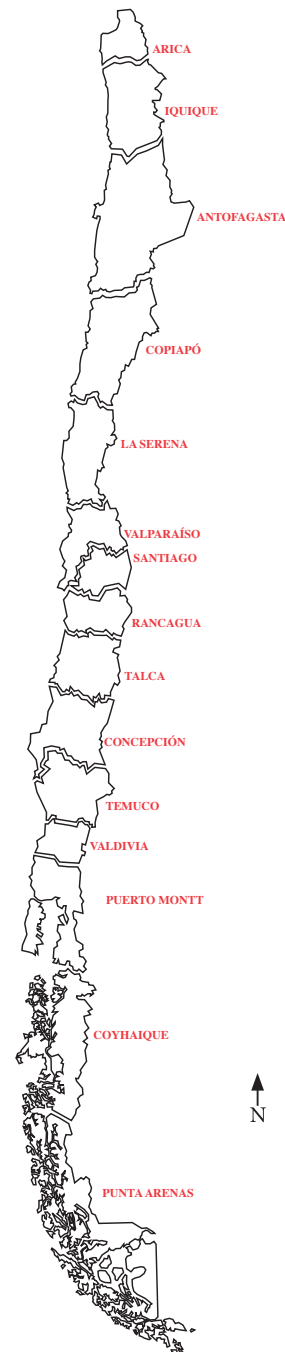 ARICA
IQUIQUE
ANTOFAGASTA
COPIAPÓ
LA SERENA
VALPARAÍSO
SANTIAGO
RANCAGUA
TALCA
CONCEPCIÓN
TEMUCO
VALDIVIA
PUERTO MONTT
COYHAIQUE
N
PUNTA ARENAS